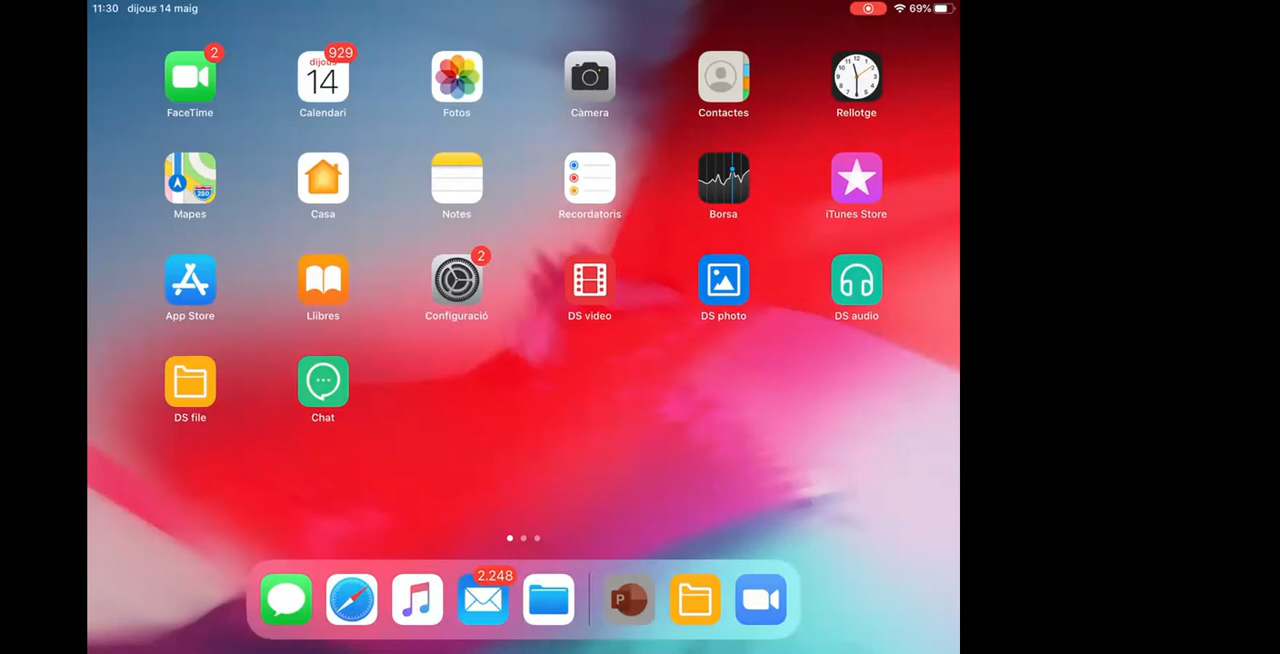 11:30 dijous 14 maig 69%
2 929
dijous
14
FaceTime Calendari Fotos Càmera Contactes Rellotge
280
Mapes Casa Notes Recordatoris Borsa iTunes Store
2
App Store Llibres Configuració DS video DS photo DS audio
DS file Chat
2.248
P